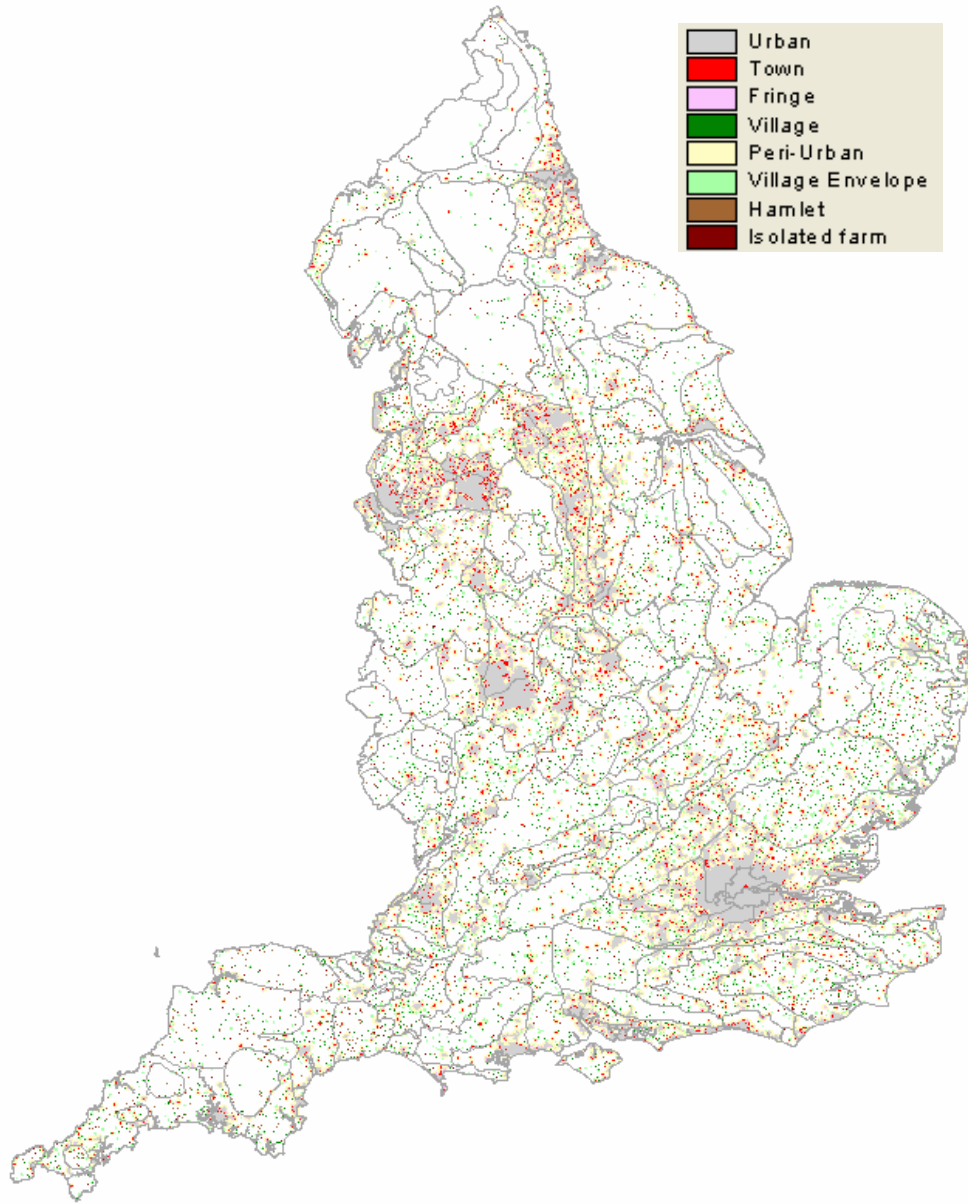 Urban
Town
Fringe
Village
Peri-Urban
Village Envelope
Hamlet
Isolated farm